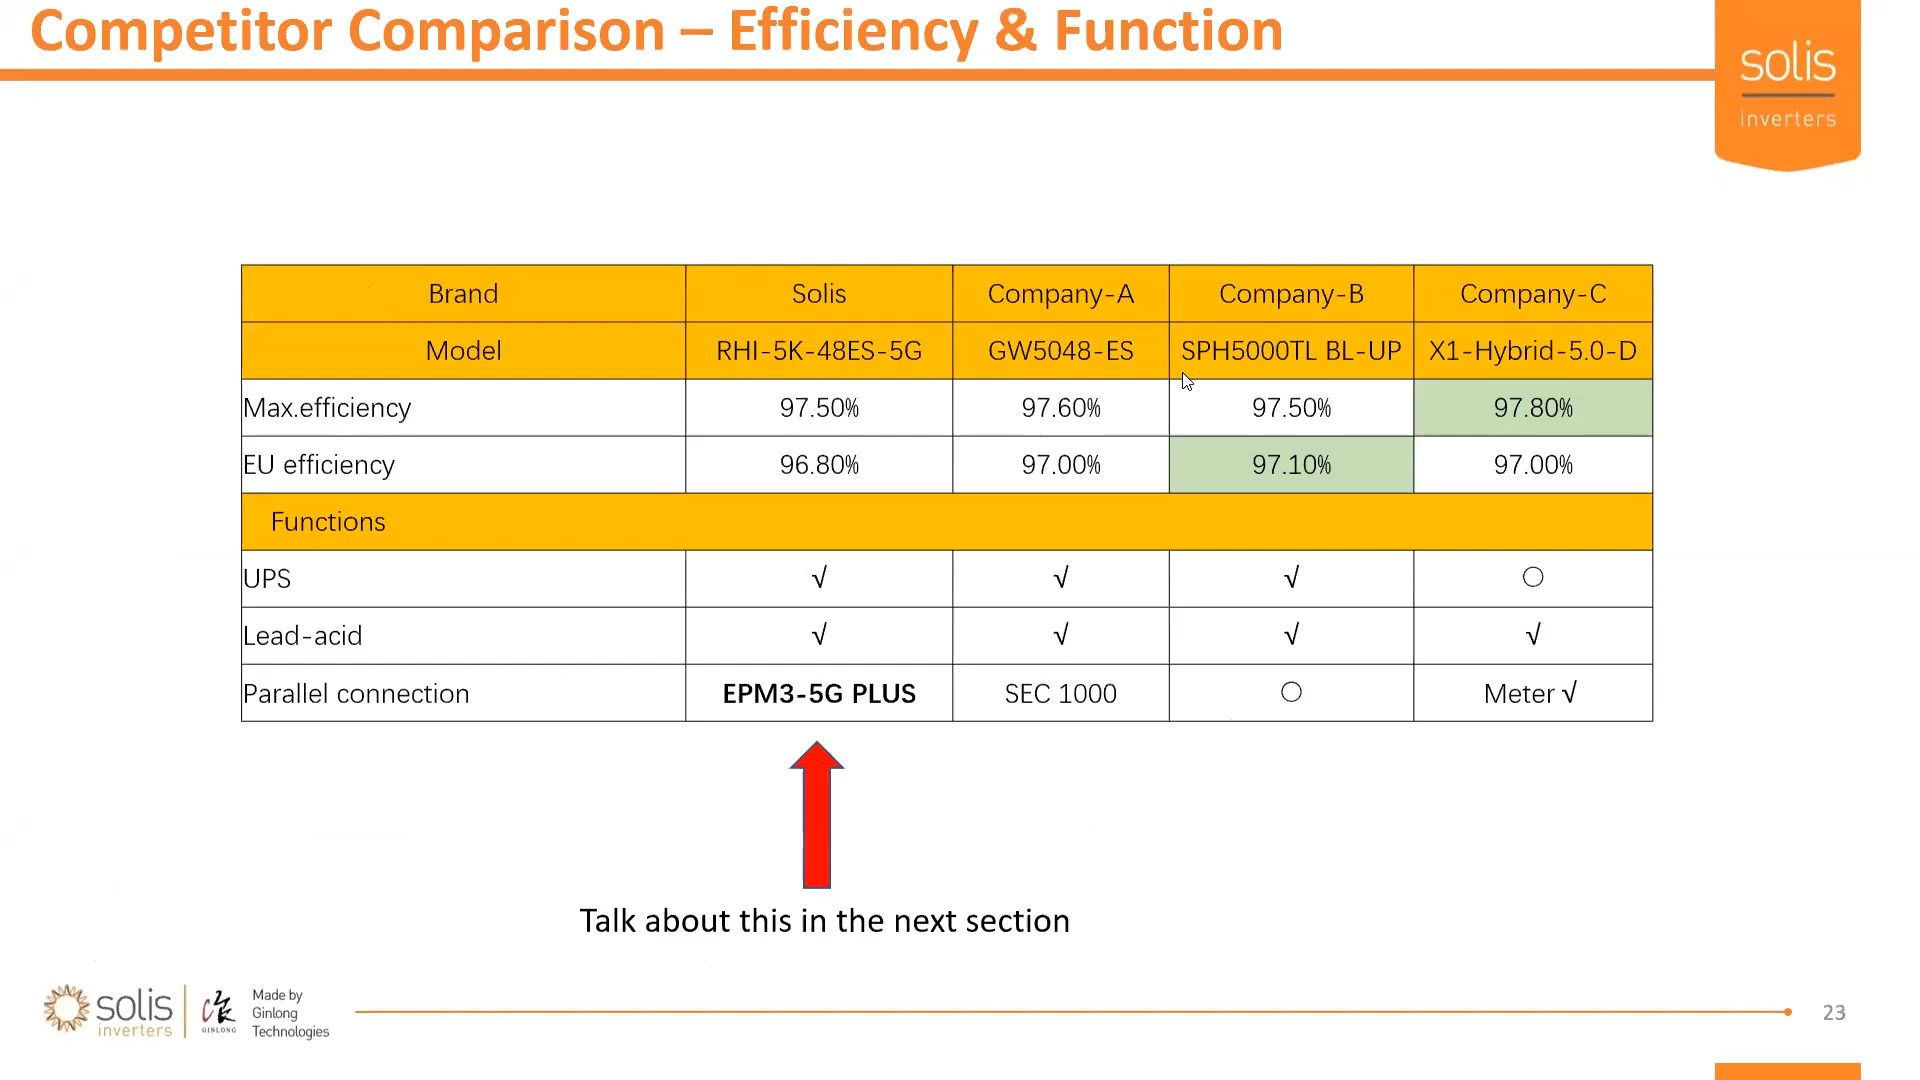 Competitor Comparison – Efficiency & Function
solis
inverters
Brand Solis Company-A Company-B Company-C
Model RHI-5K-48ES-5G GW5048-ES SPH5000TL BL-UP X1-Hybrid-5.0-D
Max.efficiency 97.50% 97.60% 97.50% 97.80%
EU efficiency 96.80% 97.00% 97.10% 97.00%
Functions
UPS √ √ √ ○
Lead-acid √ √ √ √
Parallel connection EPM3-5G PLUS SEC 1000 ○ Meter √
Talk about this in the next section
solis
inverters
GINLONG
Made by
Ginlong
Technologies
23